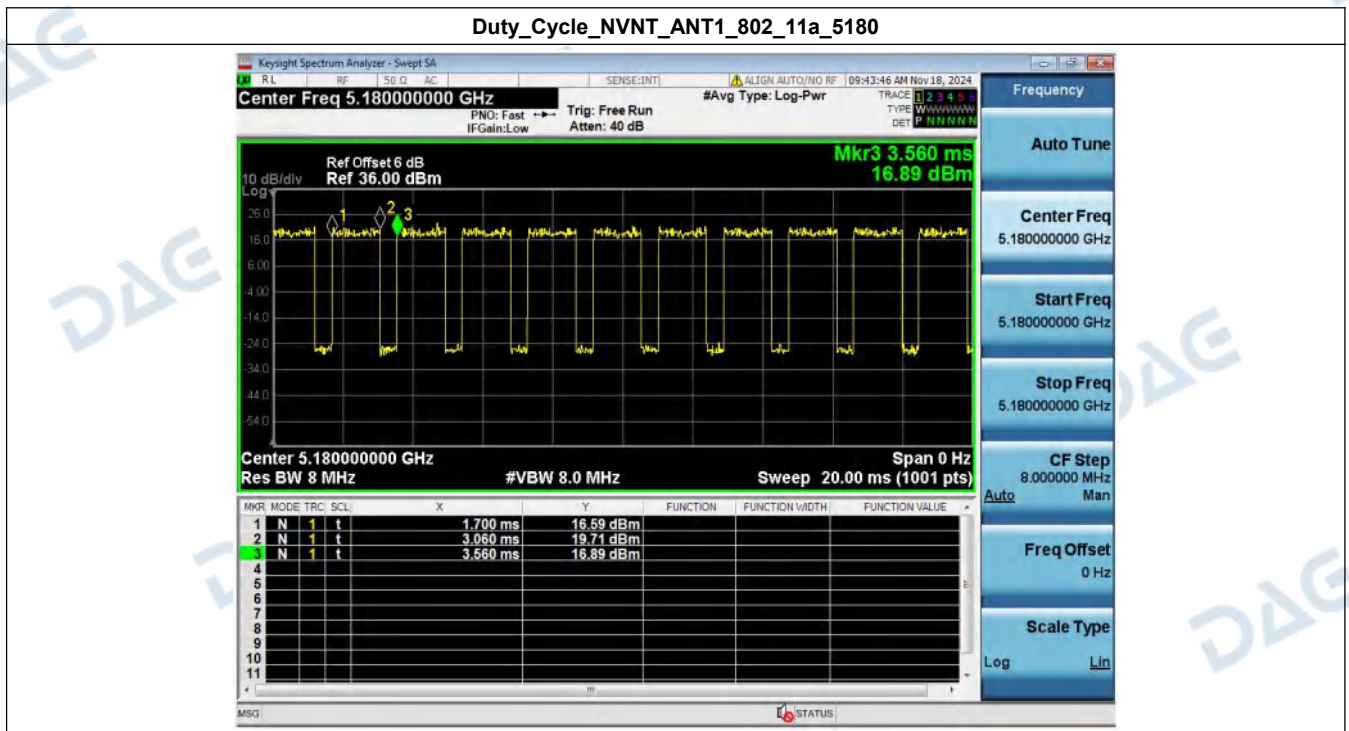 Duty_Cycle_NVNT_ANT1_802_11a_5180
Keysight Spectrum Analyzer - Swept SA
LXI RL RF 50 Ω AC SENSE:INT ALIGN AUTO/NO RF 09:43:46 AM Nov 18, 2024
Center Freq 5.180000000 GHz #Avg Type: Log-Pwr TRACE 1 2 3 4 5 6
PNO: Fast Trig: Free Run TYPE WWWWWW
IFGain:Low Atten: 40 dB DET P NNNNN
Frequency
Mkr3 3.560 ms
16.89 dBm
Ref Offset 6 dB
10 dB/div Ref 36.00 dBm
Log
26.0
16.0
6.00
-4.00
-14.0
-24.0
-34.0
-44.0
-54.0
1 2 3
Center 5.180000000 GHz Span 0 Hz
Res BW 8 MHz #VBW 8.0 MHz Sweep 20.00 ms (1001 pts)
MKR MODE TRC SCL X Y FUNCTION FUNCTION WIDTH FUNCTION VALUE
1 N 1 t 1.700 ms 16.59 dBm
2 N 1 t 3.060 ms 19.71 dBm
3 N 1 t 3.560 ms 16.89 dBm
4
5
6
7
8
9
10
11
MSG STATUS
Auto Tune
Center Freq
5.180000000 GHz
Start Freq
5.180000000 GHz
Stop Freq
5.180000000 GHz
CF Step
8.000000 MHz
Auto Man
Freq Offset
0 Hz
Scale Type
Log Lin
DAG
DAG
DAG